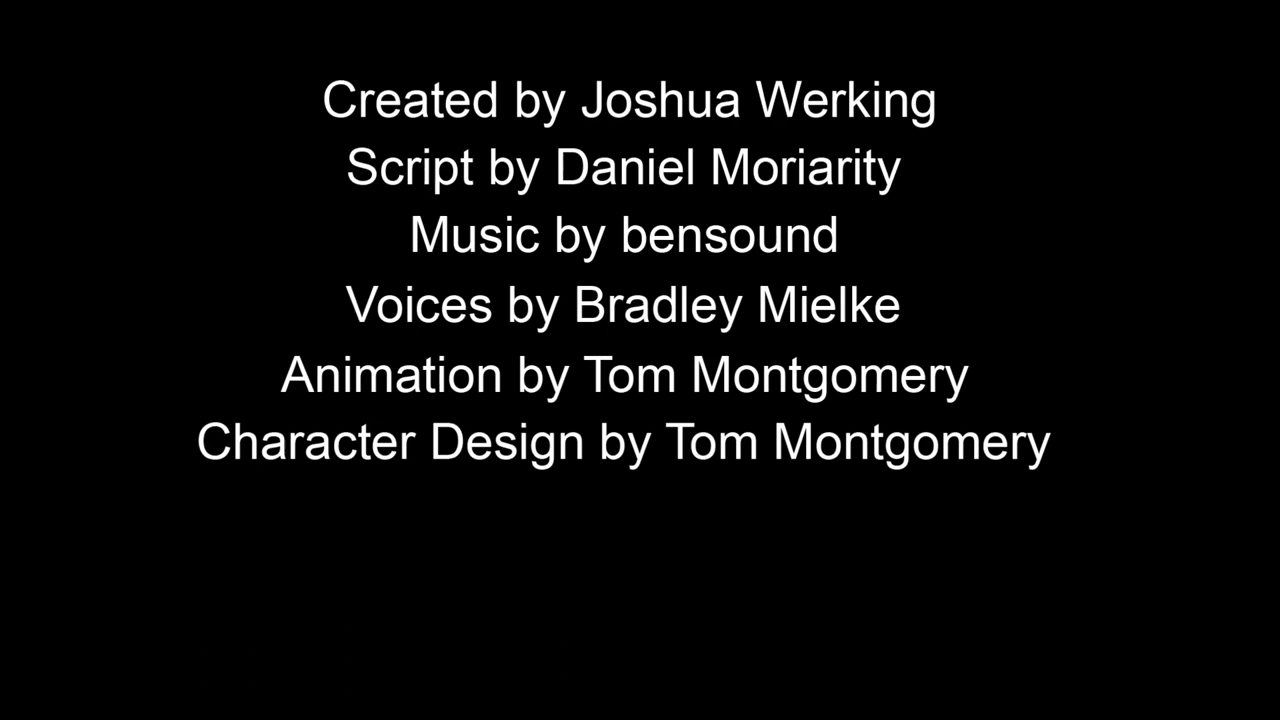 Created by Joshua Werking
Script by Daniel Moriarity
Music by bensound
Voices by Bradley Mielke
Animation by Tom Montgomery
Character Design by Tom Montgomery